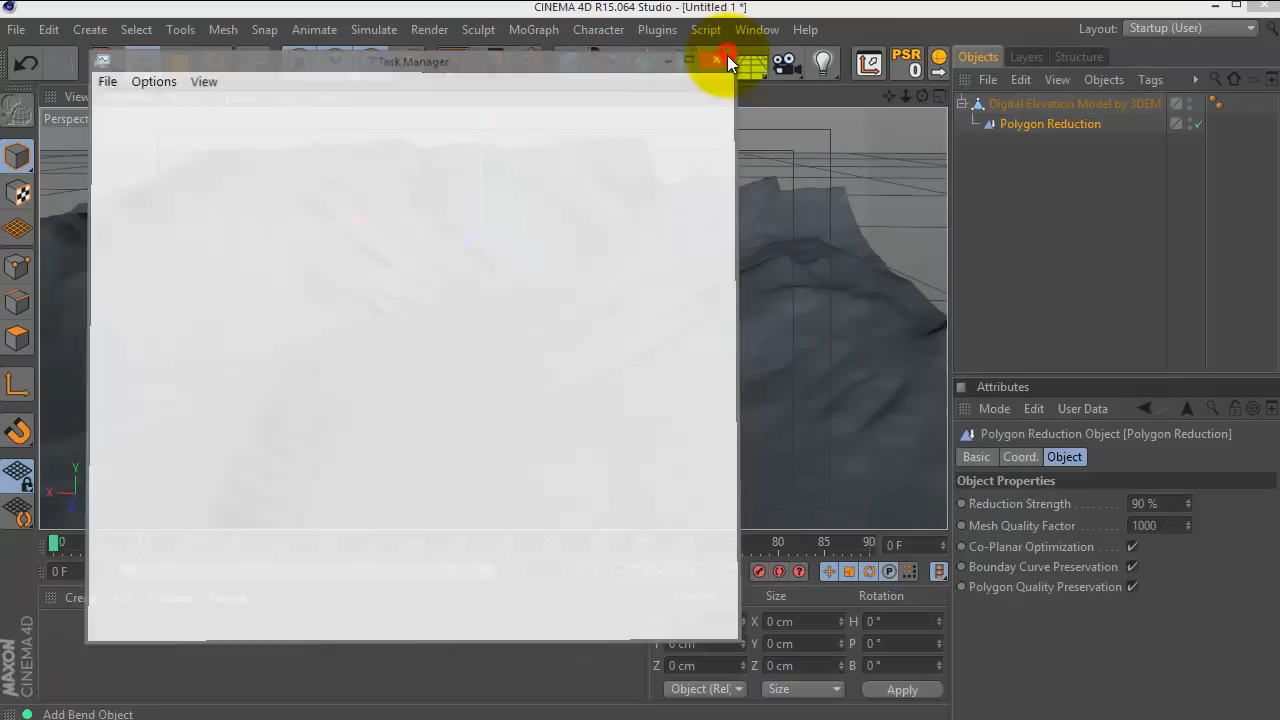 CINEMA 4D R15.064 Studio - [Untitled 1 *]
File Edit Create Select Tools Mesh Snap Animate Simulate Render Sculpt MoGraph Character Plugins Script Window Help
Layout: Startup (User)
PSR
0
Objects Layers Structure
File Edit View Objects Tags
Digital Elevation Model by 3DEM
Polygon Reduction
Task Manager
File Options View
View
Perspect
Y
X
Z
Attributes
Mode Edit User Data
Polygon Reduction Object [Polygon Reduction]
Basic Coord. Object
Object Properties
Reduction Strength 90 %
Mesh Quality Factor 1000
Co-Planar Optimization
Bounday Curve Preservation
Polygon Quality Preservation
0 80 85 90 0 F
0 F
P
Size Rotation
X 0 cm H 0 °
0 cm Y 0 cm P 0 °
Z 0 cm Z 0 cm B 0 °
Object (Rel) Size Apply
MAXON
CINEMA 4D
Add Bend Object